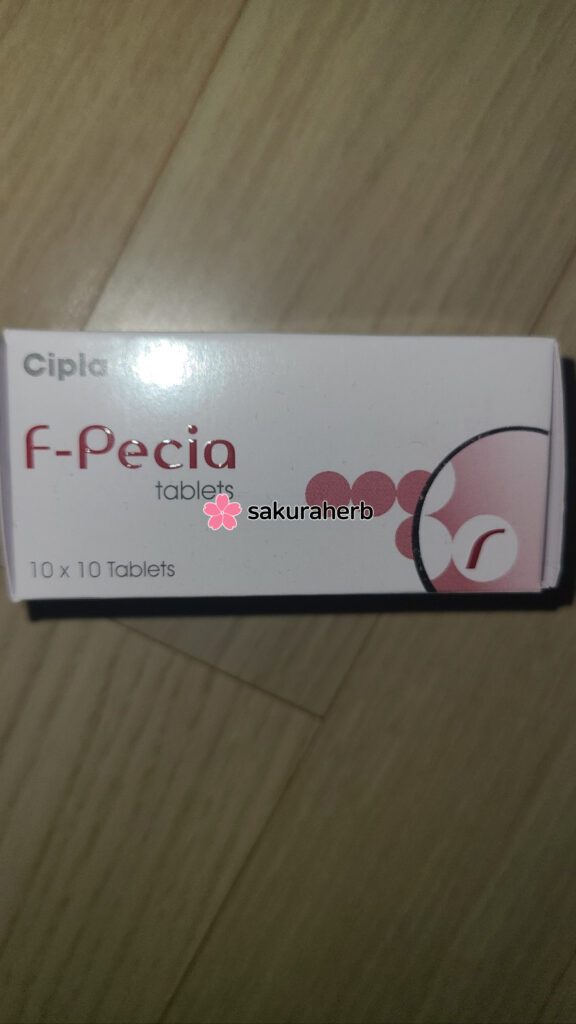 Cipla
F-Pecia
tablets
sakuraherb
10 x 10 Tablets